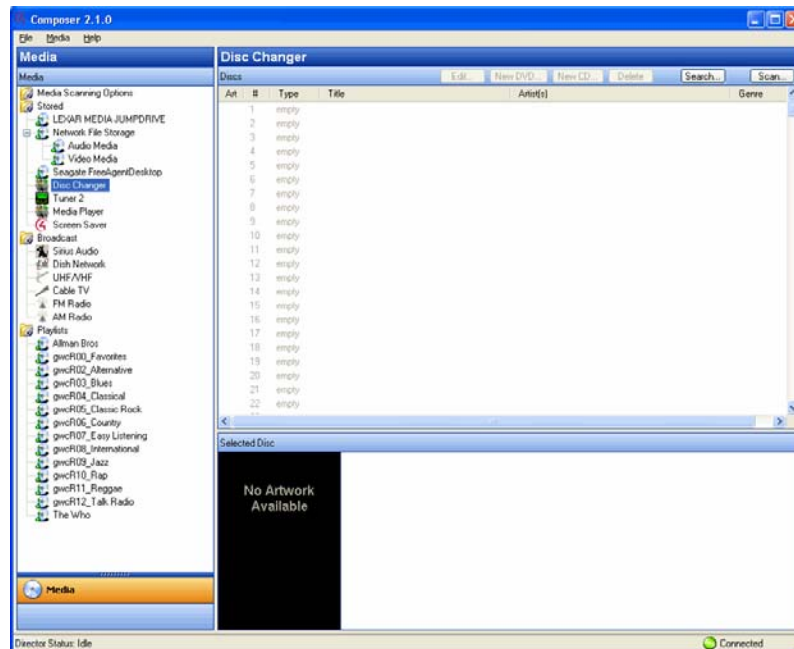 Composer 2.1.0
File Media Help
Media
Media
Media Scanning Options
Stored
LEXAR MEDIA JUMPDRIVE
Network File Storage
Audio Media
Video Media
Seagate FreeAgentDesktop
Disc Changer
Tuner 2
Media Player
Screen Saver
Broadcast
Sirius Audio
Dish Network
UHF/VHF
Cable TV
FM Radio
AM Radio
Playlists
Allman Bros
gwcR00_Favorites
gwcR02_Alternative
gwcR03_Blues
gwcR04_Classical
gwcR05_Classic Rock
gwcR06_Country
gwcR07_Easy Listening
gwcR08_International
gwcR09_Jazz
gwcR10_Rap
gwcR11_Reggae
gwcR12_Talk Radio
The Who
Media
Disc Changer
Discs Edit... New DVD... New CD... Delete Search... Scan...
Art # Type Title Artist(s) Genre
1 empty
2 empty
3 empty
4 empty
5 empty
6 empty
7 empty
8 empty
9 empty
10 empty
11 empty
12 empty
13 empty
14 empty
15 empty
16 empty
17 empty
18 empty
19 empty
20 empty
21 empty
22 empty
Selected Disc
No Artwork
Available
Director Status: Idle Connected